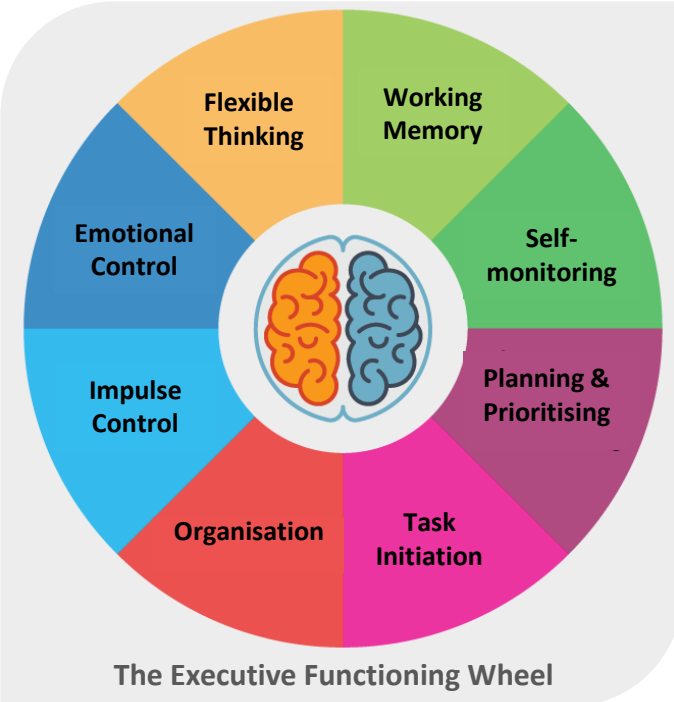 Flexible
Thinking
Working
Memory
Self-
monitoring
Planning &
Prioritising
Task
Initiation
Organisation
Impulse
Control
Emotional
Control
The Executive Functioning Wheel